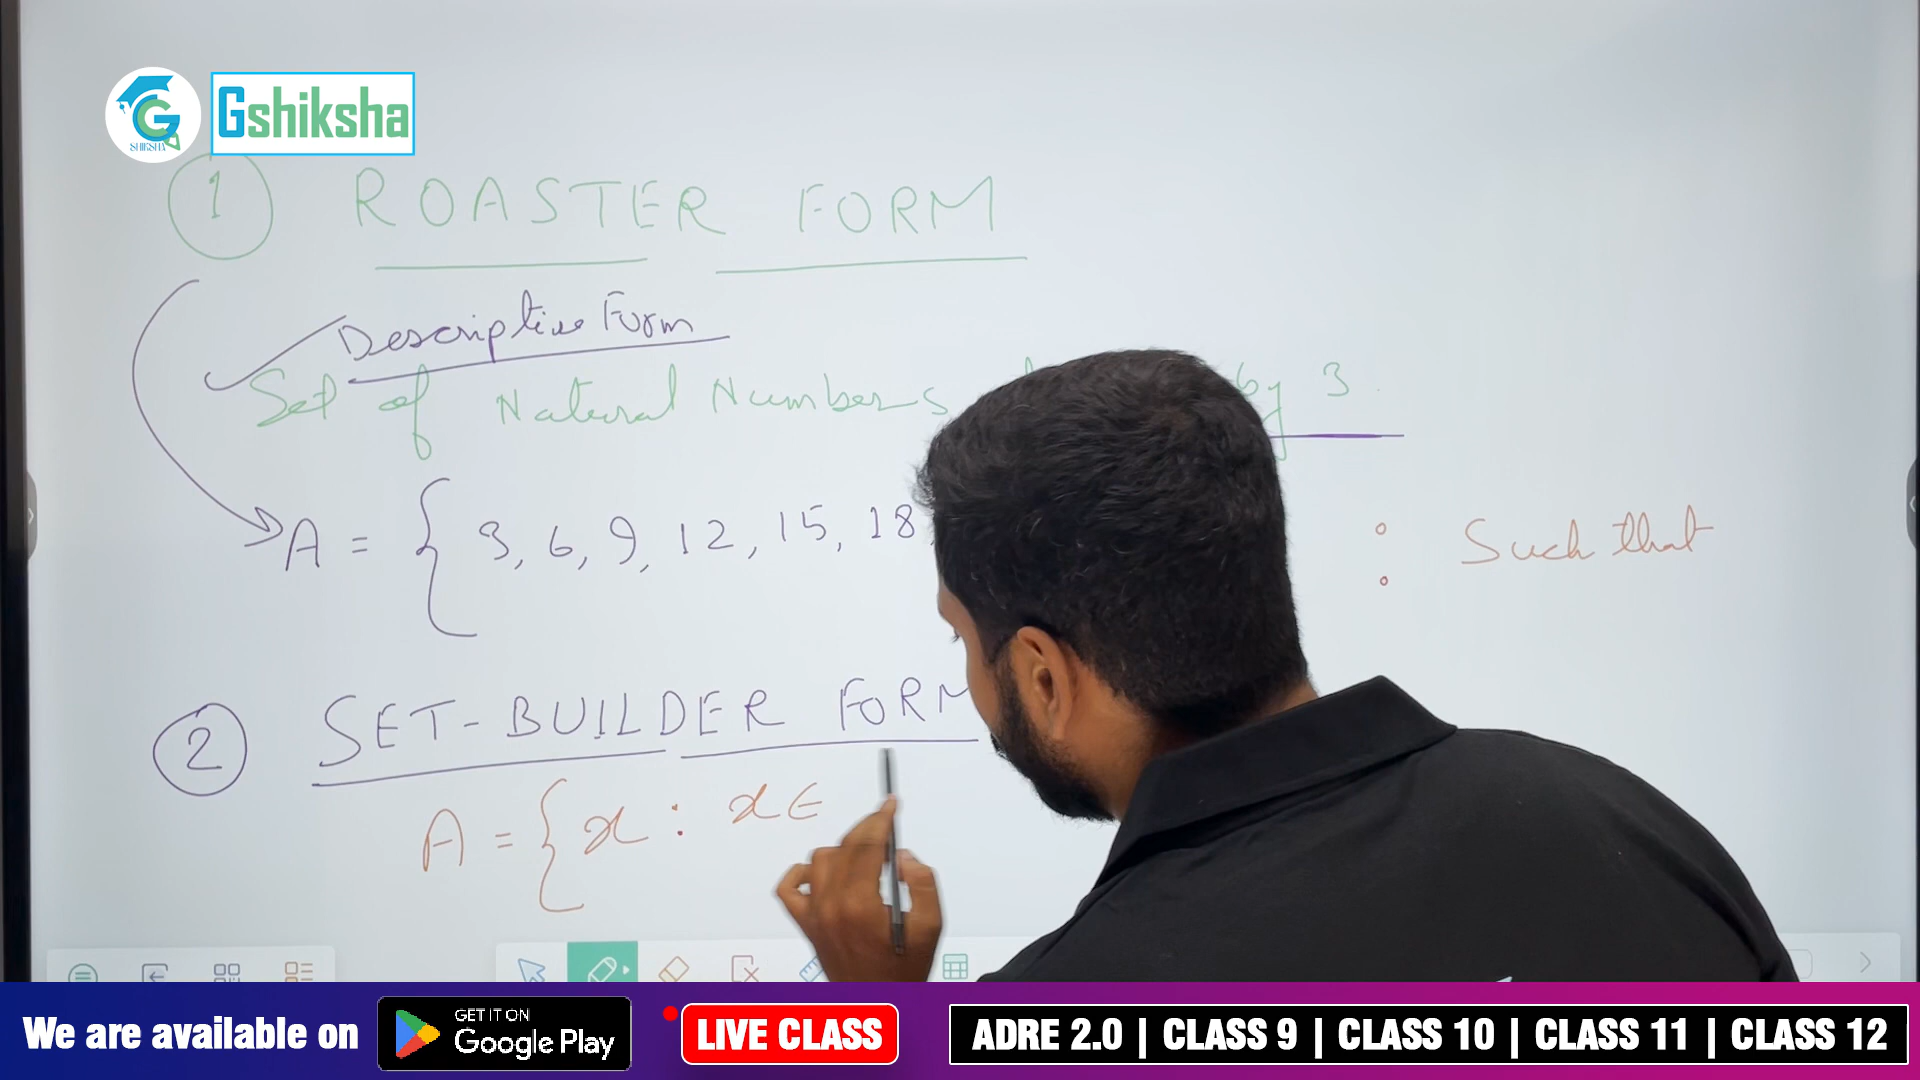 SHIKSHA
Gshiksha
1 ROASTER FORM
Descriptive Form
Set of Natural Numbers by 3.
A = { 3, 6, 9, 12, 15, 18,
: Such that
2 SET-BUILDER FORM
A = { x : x ∈
We are available on
GET IT ON
Google Play
LIVE CLASS
ADRE 2.0 | CLASS 9 | CLASS 10 | CLASS 11 | CLASS 12